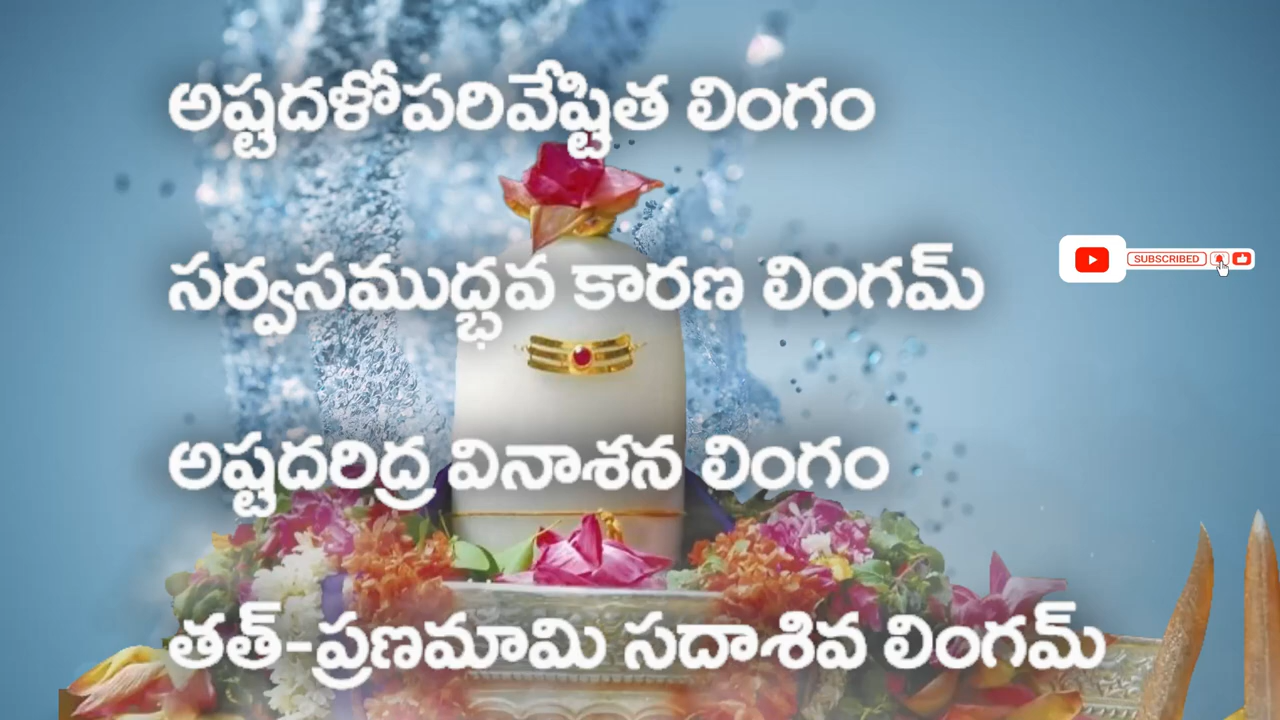 అష్టదళోపరివేష్టిత లింగం
సర్వసముద్భవ కారణ లింగమ్
SUBSCRIBED
అష్టదరిద్ర వినాశన లింగం
తత్-ప్రణమామి సదాశివ లింగమ్